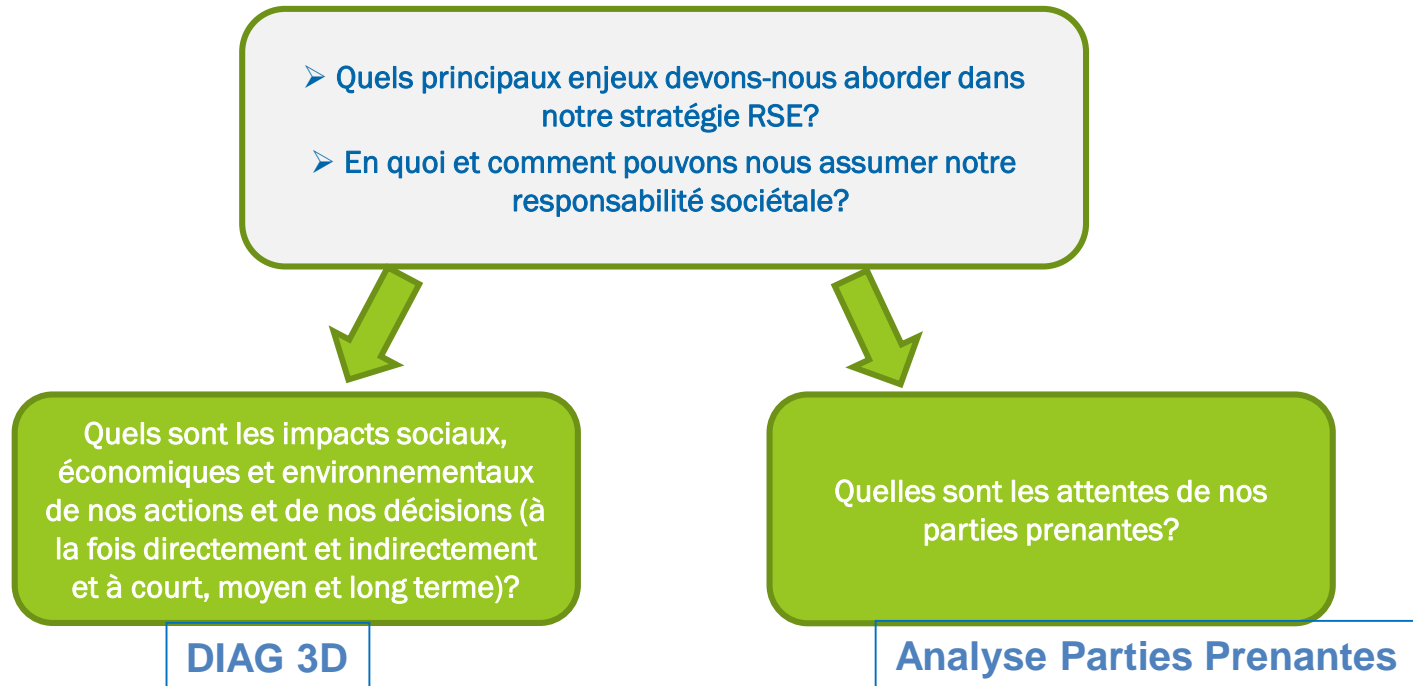 ➢ Quels principaux enjeux devons-nous aborder dans
notre stratégie RSE?
➢ En quoi et comment pouvons nous assumer notre
responsabilité sociétale?
Quels sont les impacts sociaux,
économiques et environnementaux
de nos actions et de nos décisions (à
la fois directement et indirectement
et à court, moyen et long terme)?
Quelles sont les attentes de nos
parties prenantes?
DIAG 3D
Analyse Parties Prenantes